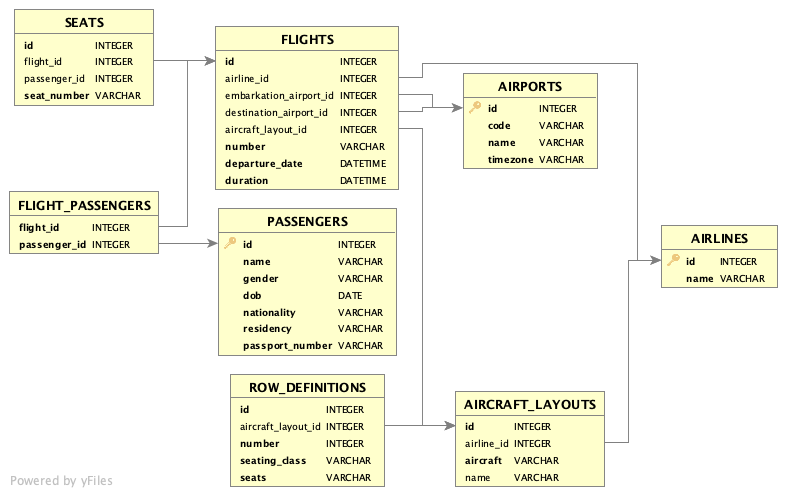 SEATS
id INTEGER
flight_id INTEGER
passenger_id INTEGER
seat_number VARCHAR
FLIGHTS
id INTEGER
airline_id INTEGER
embarkation_airport_id INTEGER
destination_airport_id INTEGER
aircraft_layout_id INTEGER
number VARCHAR
departure_date DATETIME
duration DATETIME
AIRPORTS
id INTEGER
code VARCHAR
name VARCHAR
timezone VARCHAR
FLIGHT_PASSENGERS
flight_id INTEGER
passenger_id INTEGER
PASSENGERS
id INTEGER
name VARCHAR
gender VARCHAR
dob DATE
nationality VARCHAR
residency VARCHAR
passport_number VARCHAR
AIRLINES
id INTEGER
name VARCHAR
ROW_DEFINITIONS
id INTEGER
aircraft_layout_id INTEGER
number INTEGER
seating_class VARCHAR
seats VARCHAR
AIRCRAFT_LAYOUTS
id INTEGER
airline_id INTEGER
aircraft VARCHAR
name VARCHAR
Powered by yFiles